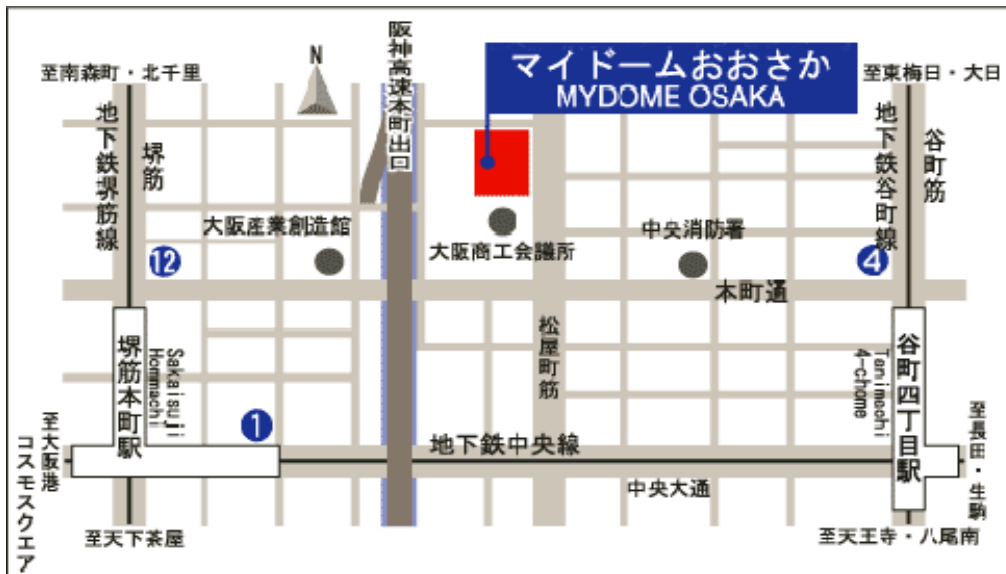 マイドームおおさか
MYDOME OSAKA
至南森町・北千里
N
阪神高速本町出口
至東梅田・大日
地下鉄堺筋線
堺筋
地下鉄谷町線
谷町筋
大阪産業創造館
大阪商工会議所
中央消防署
12
4
本町通
松屋町筋
堺筋本町駅
Sakaisuji
Hommachi
谷町四丁目駅
Tanimachi
4-chome
1
地下鉄中央線
中央大通
至大阪港
コスモスクエア
至長田・生駒
至天下茶屋
至天王寺・八尾南